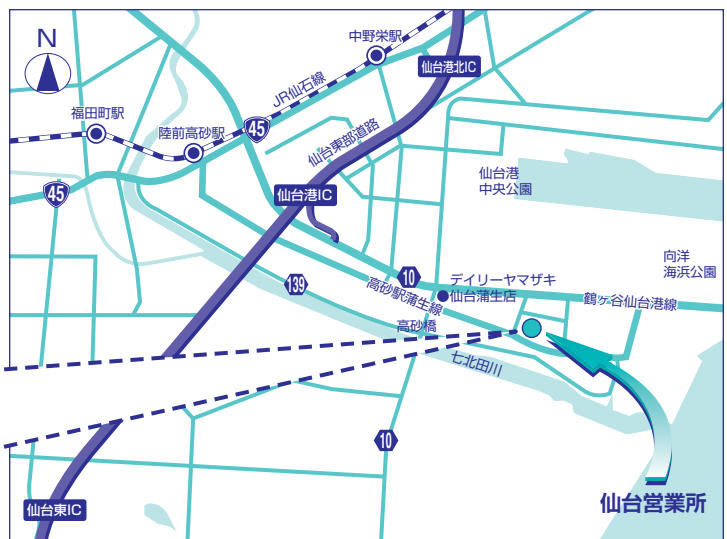 N
中野栄駅
仙台港北IC
JR仙石線
福田町駅
陸前高砂駅
45
仙台東部道路
45
仙台港IC
仙台港
中央公園
向洋
海浜公園
10
139
デイリーヤマザキ
仙台蒲生店
高砂駅蒲生線
鶴ヶ谷仙台港線
高砂橋
七北田川
10
仙台東IC
仙台営業所